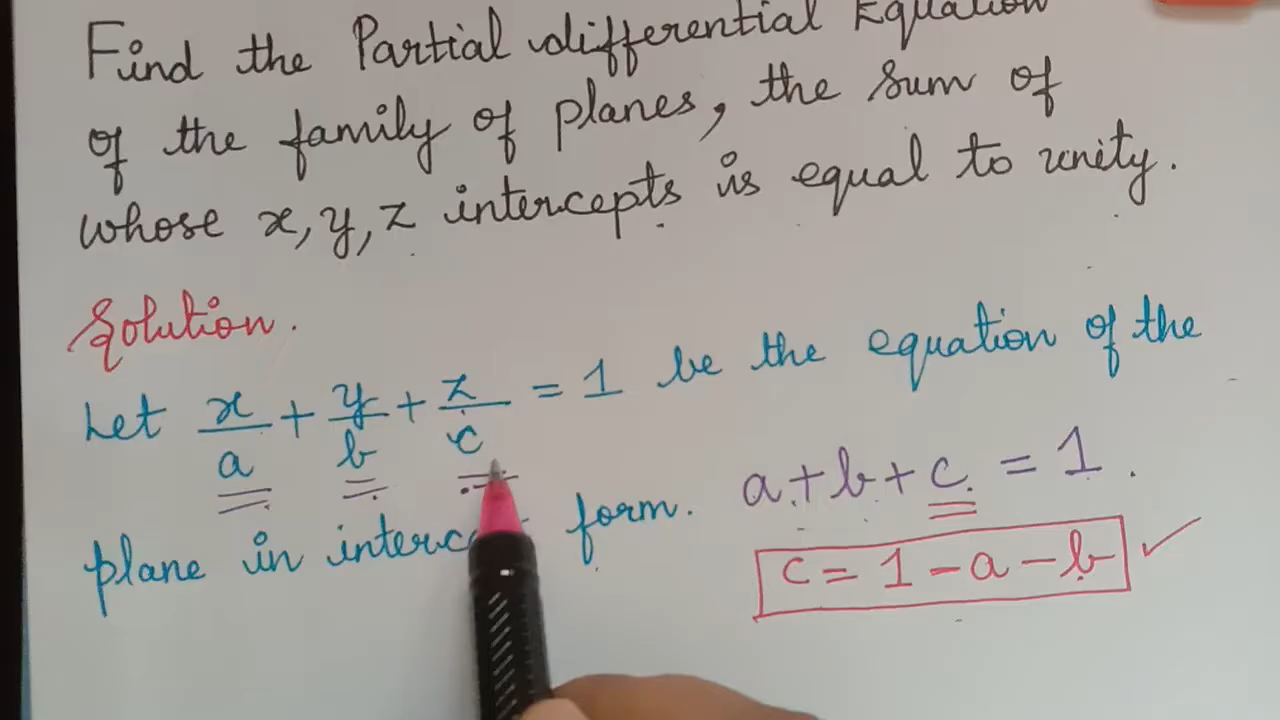 Find the Partial differential Equation
of the family of planes, the sum of
whose x, y, z intercepts is equal to unity.
Solution.
Let x/a + y/b + z/c = 1 be the equation of the
plane in form. a + b + c = 1.
c = 1 - a - b ✓